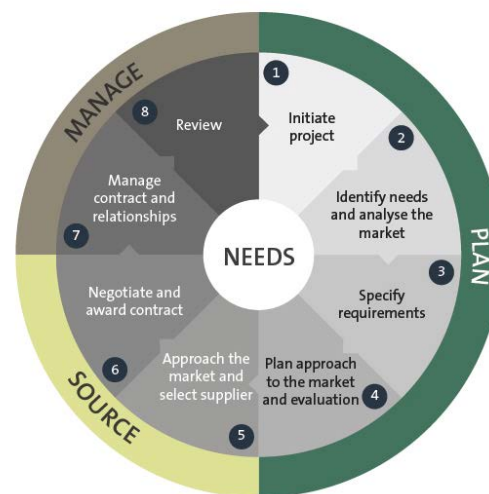 PLAN
1
Initiate
project
2
Identify needs
and analyse the
market
3
Specify
requirements
4
Plan approach
to the market
and evaluation
SOURCE
5
Approach the
market and
select supplier
6
Negotiate and
award contract
MANAGE
7
Manage
contract and
relationships
8
Review
NEEDS